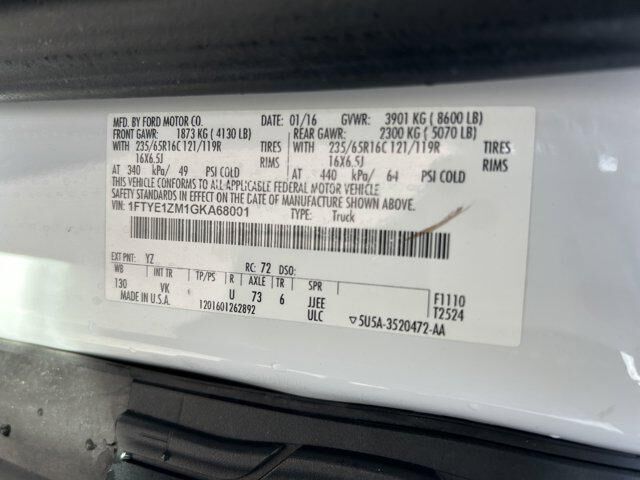 MFD. BY FORD MOTOR CO. 01/16 GVWR: 3901 KG ( 8600 LB)
FRONT GAWR: 1873 KG ( 4130 LB) REAR GAWR: 2300 KG ( 5070 LB)
WITH 235/65R16C 121/119R TIRES WITH 235/65R16C 121/119R TIRES
16X6.5J RIMS 16X6.5J RIMS
AT 340 kPa/ 49 PSI COLD AT 440 kPa/ 64 PSI COLD
THIS VEHICLE CONFORMS TO ALL APPLICABLE FEDERAL MOTOR VEHICLE
SAFETY STANDARDS IN EFFECT ON THE DATE OF MANUFACTURE SHOWN ABOVE.
VIN: 1FTYE1ZM1GKA68001 TYPE: Truck
EXT PNT: YZ RC: 72 DSO:
WB INT TR TP/PS R AXLE TR SPR
130 VK U 73 6 JJEE F1110
MADE IN U.S.A. 1201601262892 ULC ▽5U5A-3520472-AA T2524